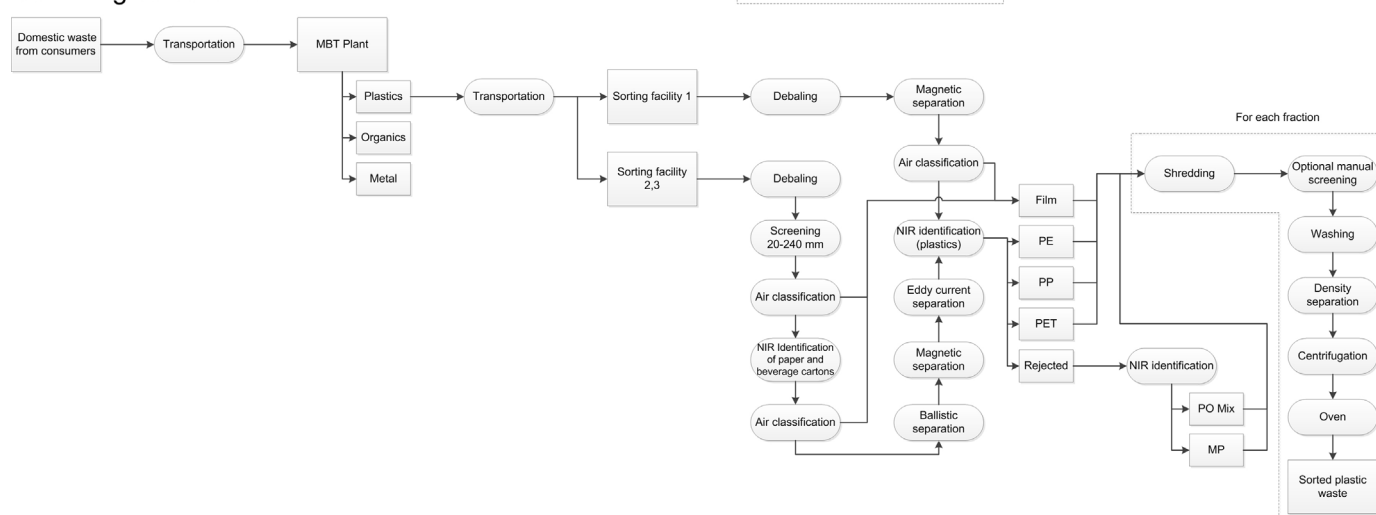 Domestic waste
from consumers
Transportation
MBT Plant
Plastics
Organics
Metal
Transportation
Sorting facility 1
Debaling
Magnetic
separation
Air classification
Sorting facility
2,3
Debaling
Screening
20-240 mm
Air classification
NIR Identification
of paper and
beverage cartons
Air classification
NIR identification
(plastics)
Eddy current
separation
Magnetic
separation
Ballistic
separation
Film
PE
PP
PET
Rejected
NIR identification
PO Mix
MP
For each fraction
Shredding
Optional manual
screening
Washing
Density
separation
Centrifugation
Oven
Sorted plastic
waste